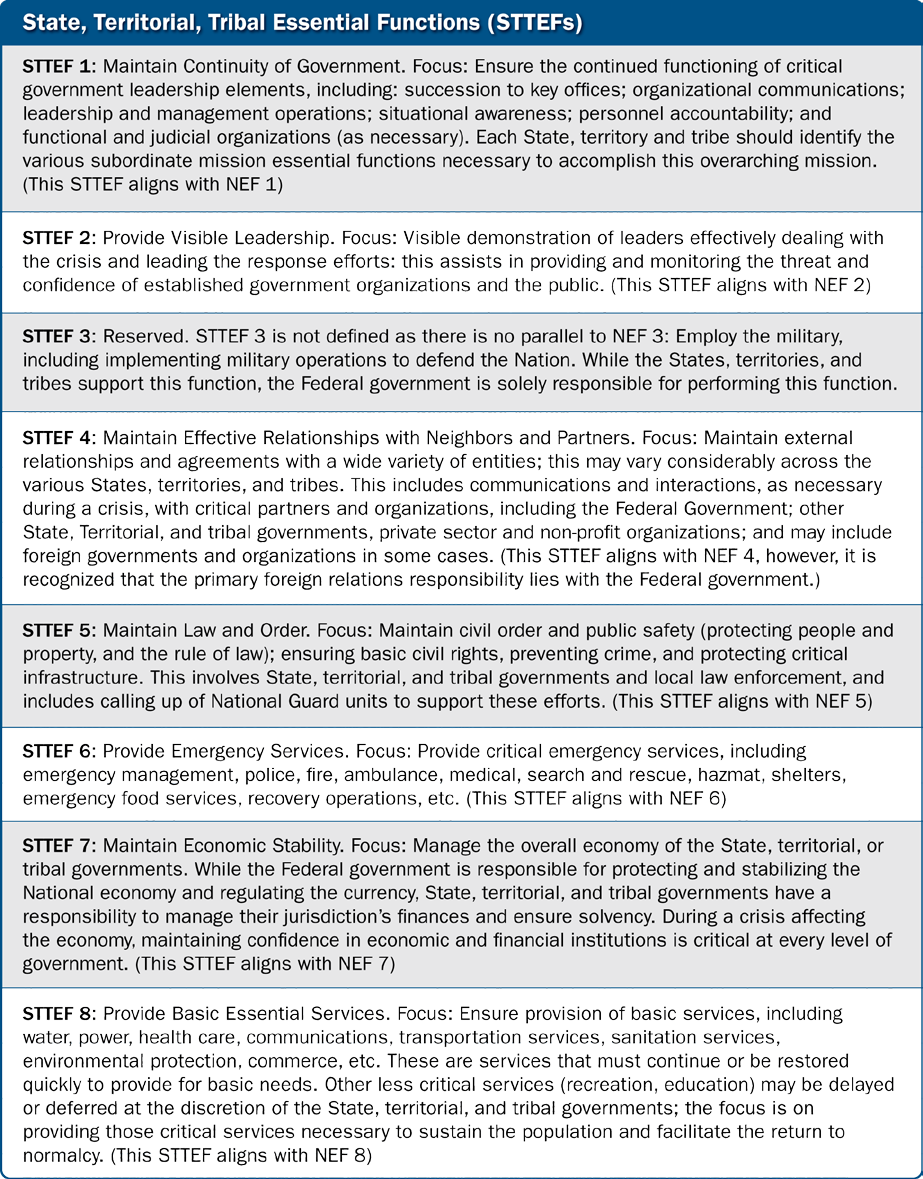 State, Territorial, Tribal Essential Functions (STTEFs)
STTEF 1: Maintain Continuity of Government. Focus: Ensure the continued functioning of critical
government leadership elements, including: succession to key offices; organizational communications;
leadership and management operations; situational awareness; personnel accountability; and
functional and judicial organizations (as necessary). Each State, territory and tribe should identify the
various subordinate mission essential functions necessary to accomplish this overarching mission.
(This STTEF aligns with NEF 1)
STTEF 2: Provide Visible Leadership. Focus: Visible demonstration of leaders effectively dealing with
the crisis and leading the response efforts: this assists in providing and monitoring the threat and
confidence of established government organizations and the public. (This STTEF aligns with NEF 2)
STTEF 3: Reserved. STTEF 3 is not defined as there is no parallel to NEF 3: Employ the military,
including implementing military operations to defend the Nation. While the States, territories, and
tribes support this function, the Federal government is solely responsible for performing this function.
STTEF 4: Maintain Effective Relationships with Neighbors and Partners. Focus: Maintain external
relationships and agreements with a wide variety of entities; this may vary considerably across the
various States, territories, and tribes. This includes communications and interactions, as necessary
during a crisis, with critical partners and organizations, including the Federal Government; other
State, Territorial, and tribal governments, private sector and non-profit organizations; and may include
foreign governments and organizations in some cases. (This STTEF aligns with NEF 4, however, it is
recognized that the primary foreign relations responsibility lies with the Federal government.)
STTEF 5: Maintain Law and Order. Focus: Maintain civil order and public safety (protecting people and
property, and the rule of law); ensuring basic civil rights, preventing crime, and protecting critical
infrastructure. This involves State, territorial, and tribal governments and local law enforcement, and
includes calling up of National Guard units to support these efforts. (This STTEF aligns with NEF 5)
STTEF 6: Provide Emergency Services. Focus: Provide critical emergency services, including
emergency management, police, fire, ambulance, medical, search and rescue, hazmat, shelters,
emergency food services, recovery operations, etc. (This STTEF aligns with NEF 6)
STTEF 7: Maintain Economic Stability. Focus: Manage the overall economy of the State, territorial, or
tribal governments. While the Federal government is responsible for protecting and stabilizing the
National economy and regulating the currency, State, territorial, and tribal governments have a
responsibility to manage their jurisdiction's finances and ensure solvency. During a crisis affecting
the economy, maintaining confidence in economic and financial institutions is critical at every level of
government. (This STTEF aligns with NEF 7)
STTEF 8: Provide Basic Essential Services. Focus: Ensure provision of basic services, including
water, power, health care, communications, transportation services, sanitation services,
environmental protection, commerce, etc. These are services that must continue or be restored
quickly to provide for basic needs. Other less critical services (recreation, education) may be delayed
or deferred at the discretion of the State, territorial, and tribal governments; the focus is on
providing those critical services necessary to sustain the population and facilitate the return to
normalcy. (This STTEF aligns with NEF 8)